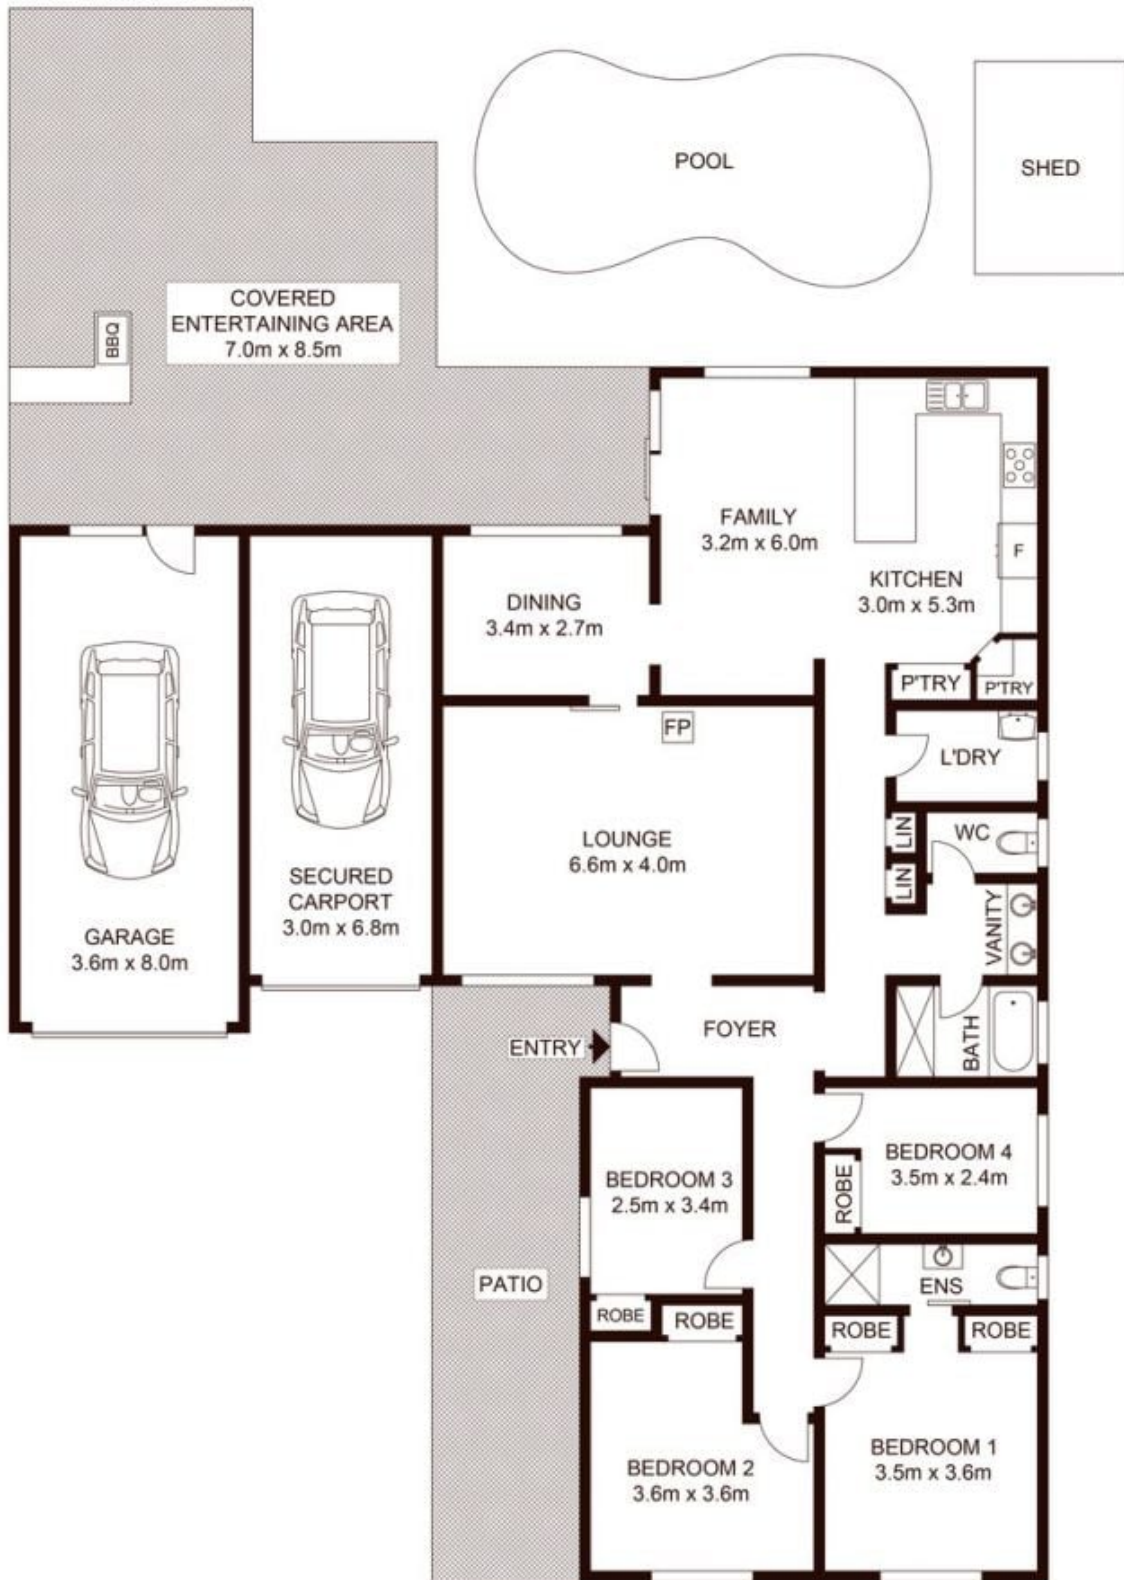 POOL
SHED
COVERED
ENTERTAINING AREA
7.0m x 8.5m
BBQ
FAMILY
3.2m x 6.0m
F
KITCHEN
3.0m x 5.3m
DINING
3.4m x 2.7m
P'TRY
P'TRY
FP
L'DRY
LOUNGE
6.6m x 4.0m
LIN
WC
LIN
SECURED
CARPORT
3.0m x 6.8m
VANITY
GARAGE
3.6m x 8.0m
FOYER
ENTRY
BATH
BEDROOM 4
3.5m x 2.4m
ROBE
BEDROOM 3
2.5m x 3.4m
PATIO
ENS
ROBE
ROBE
ROBE
ROBE
BEDROOM 1
3.5m x 3.6m
BEDROOM 2
3.6m x 3.6m